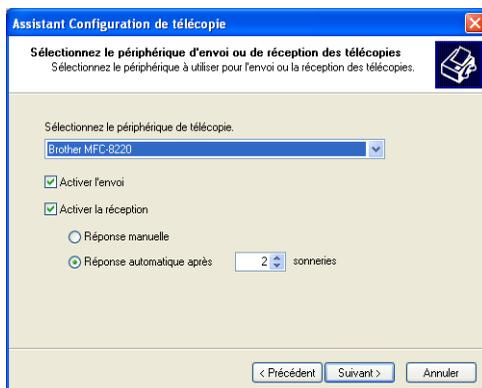 Assistant Configuration de télécopie
Sélectionnez le périphérique d'envoi ou de réception des télécopies
Sélectionnez le périphérique à utiliser pour l'envoi ou la réception des télécopies.
Sélectionnez le périphérique de télécopie.
Brother MFC-8220
Activer l'envoi
Activer la réception
Réponse manuelle
Réponse automatique après 2 sonneries
< Précédent Suivant > Annuler